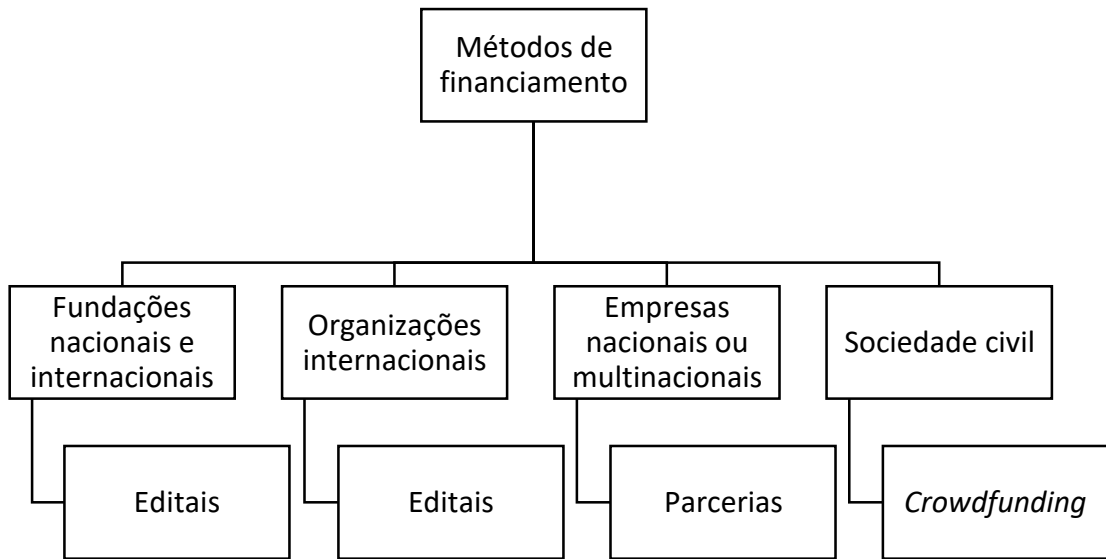 Métodos de
financiamento
Fundações
nacionais e
internacionais
Organizações
internacionais
Empresas
nacionais ou
multinacionais
Sociedade civil
Editais
Editais
Parcerias
Crowdfunding